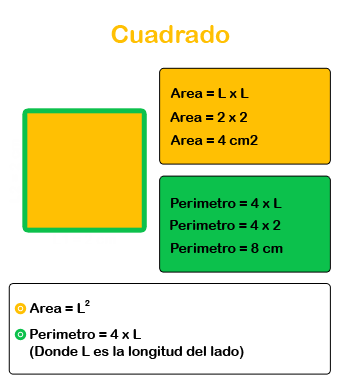 Cuadrado
Area = L x L
Area = 2 x 2
Area = 4 cm2
Perimetro = 4 x L
Perimetro = 4 x 2
Perimetro = 8 cm
Area = L²
Perimetro = 4 x L
(Donde L es la longitud del lado)